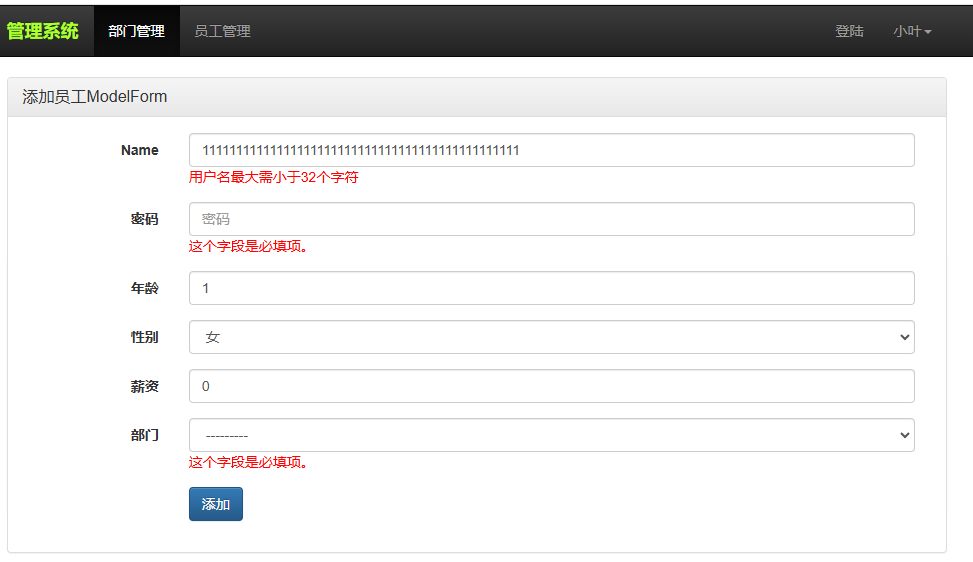 管理系统 部门管理 员工管理 登陆 小叶
添加员工ModelForm
Name 11111111111111111111111111111111111111111111111
用户名最大需小于32个字符
密码 密码
这个字段是必填项。
年龄 1
性别 女
薪资 0
部门 ---------
这个字段是必填项。
添加